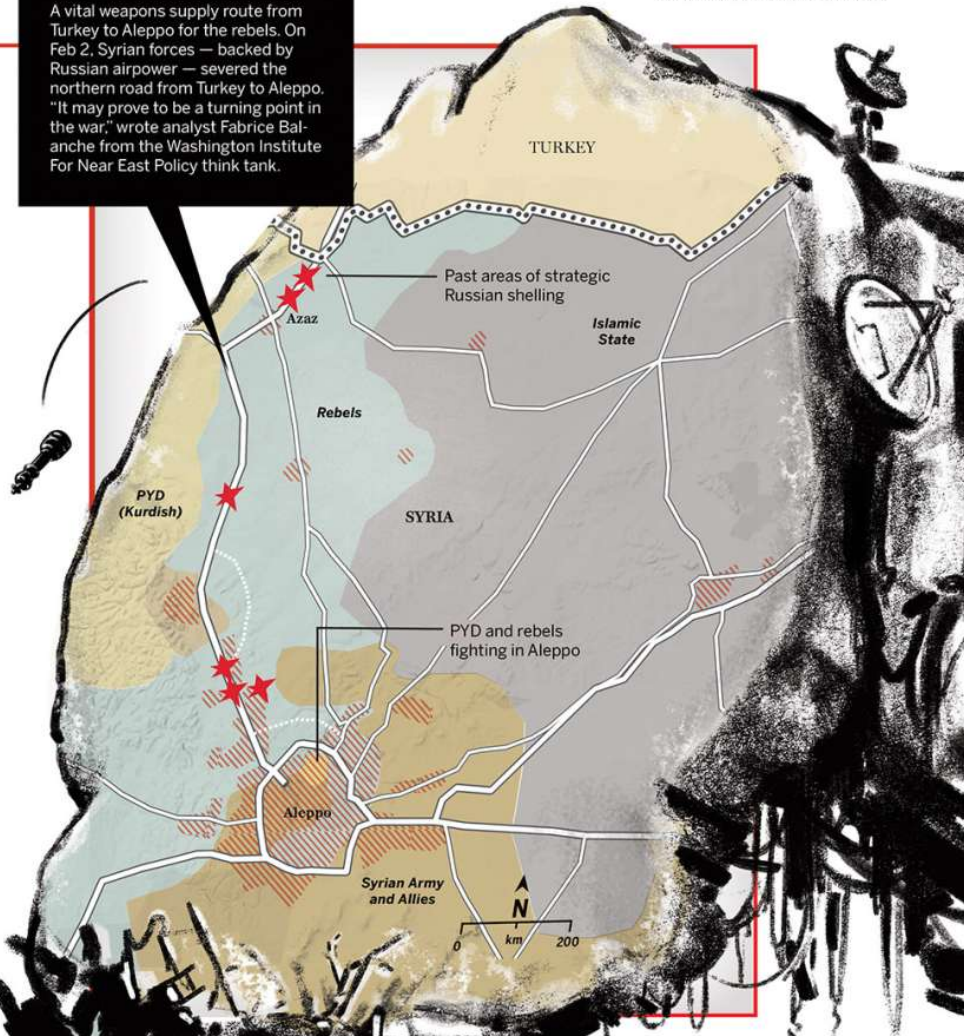 A vital weapons supply route from
Turkey to Aleppo for the rebels. On
Feb 2, Syrian forces — backed by
Russian airpower — severed the
northern road from Turkey to Aleppo.
“It may prove to be a turning point in
the war,” wrote analyst Fabrice Bal-
anche from the Washington Institute
For Near East Policy think tank.
TURKEY
Past areas of strategic
Russian shelling
Azaz
Islamic
State
Rebels
PYD
(Kurdish)
SYRIA
PYD and rebels
fighting in Aleppo
Aleppo
Syrian Army
and Allies
N
0 km 200